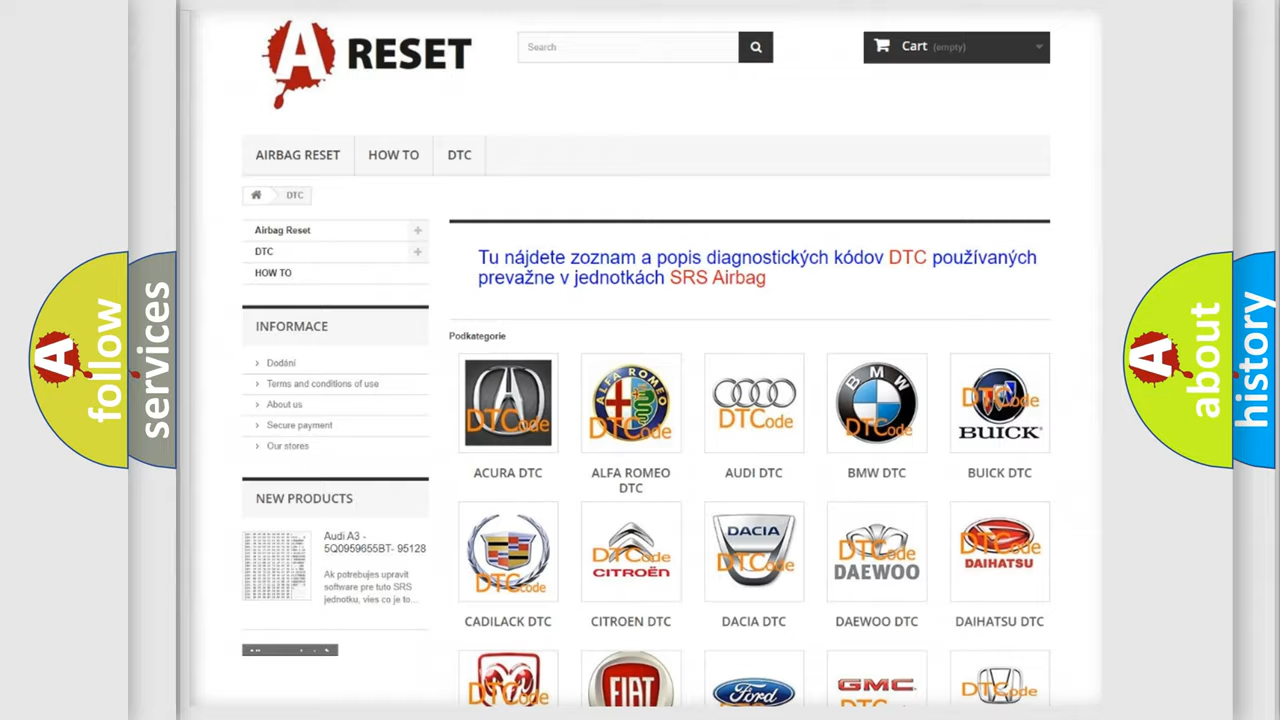 A RESET
Search
Cart (empty)
AIRBAG RESET
HOW TO
DTC
DTC
Airbag Reset
DTC
HOW TO
INFORMACE
Dodání
Terms and conditions of use
About us
Secure payment
Our stores
NEW PRODUCTS
Audi A3 -
5Q0959655BT- 95128
Ak potrebujes upravit
software pre tuto SRS
jednotku, vies co je to...
Tu nájdete zoznam a popis diagnostických kódov DTC používaných
prevažne v jednotkách SRS Airbag
Podkategorie
DTCode
ALFA ROMEO
DTCode
DTCode
BMW
DTCode
DTCode
BUICK
ACURA DTC
ALFA ROMEO
DTC
AUDI DTC
BMW DTC
BUICK DTC
DTCode
DTCode
CITROËN
DACIA
DTCode
DTCode
DAEWOO
DTCode
DAIHATSU
CADILACK DTC
CITROEN DTC
DACIA DTC
DAEWOO DTC
DAIHATSU DTC
DTCode
FIAT
Ford
GMC
DTCode
A follow
services
A about
history